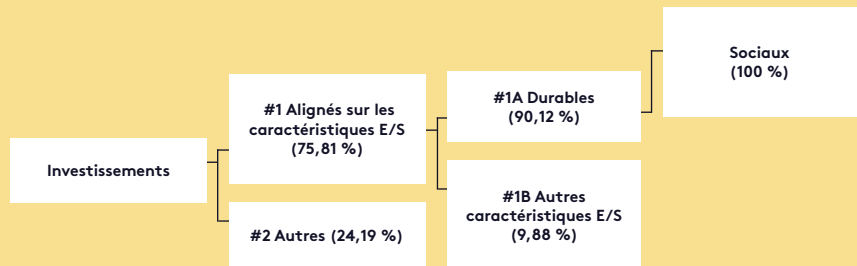 Investissements
#1 Alignés sur les
caractéristiques E/S
(75,81 %)
#2 Autres (24,19 %)
#1A Durables
(90,12 %)
#1B Autres
caractéristiques E/S
(9,88 %)
Sociaux
(100 %)